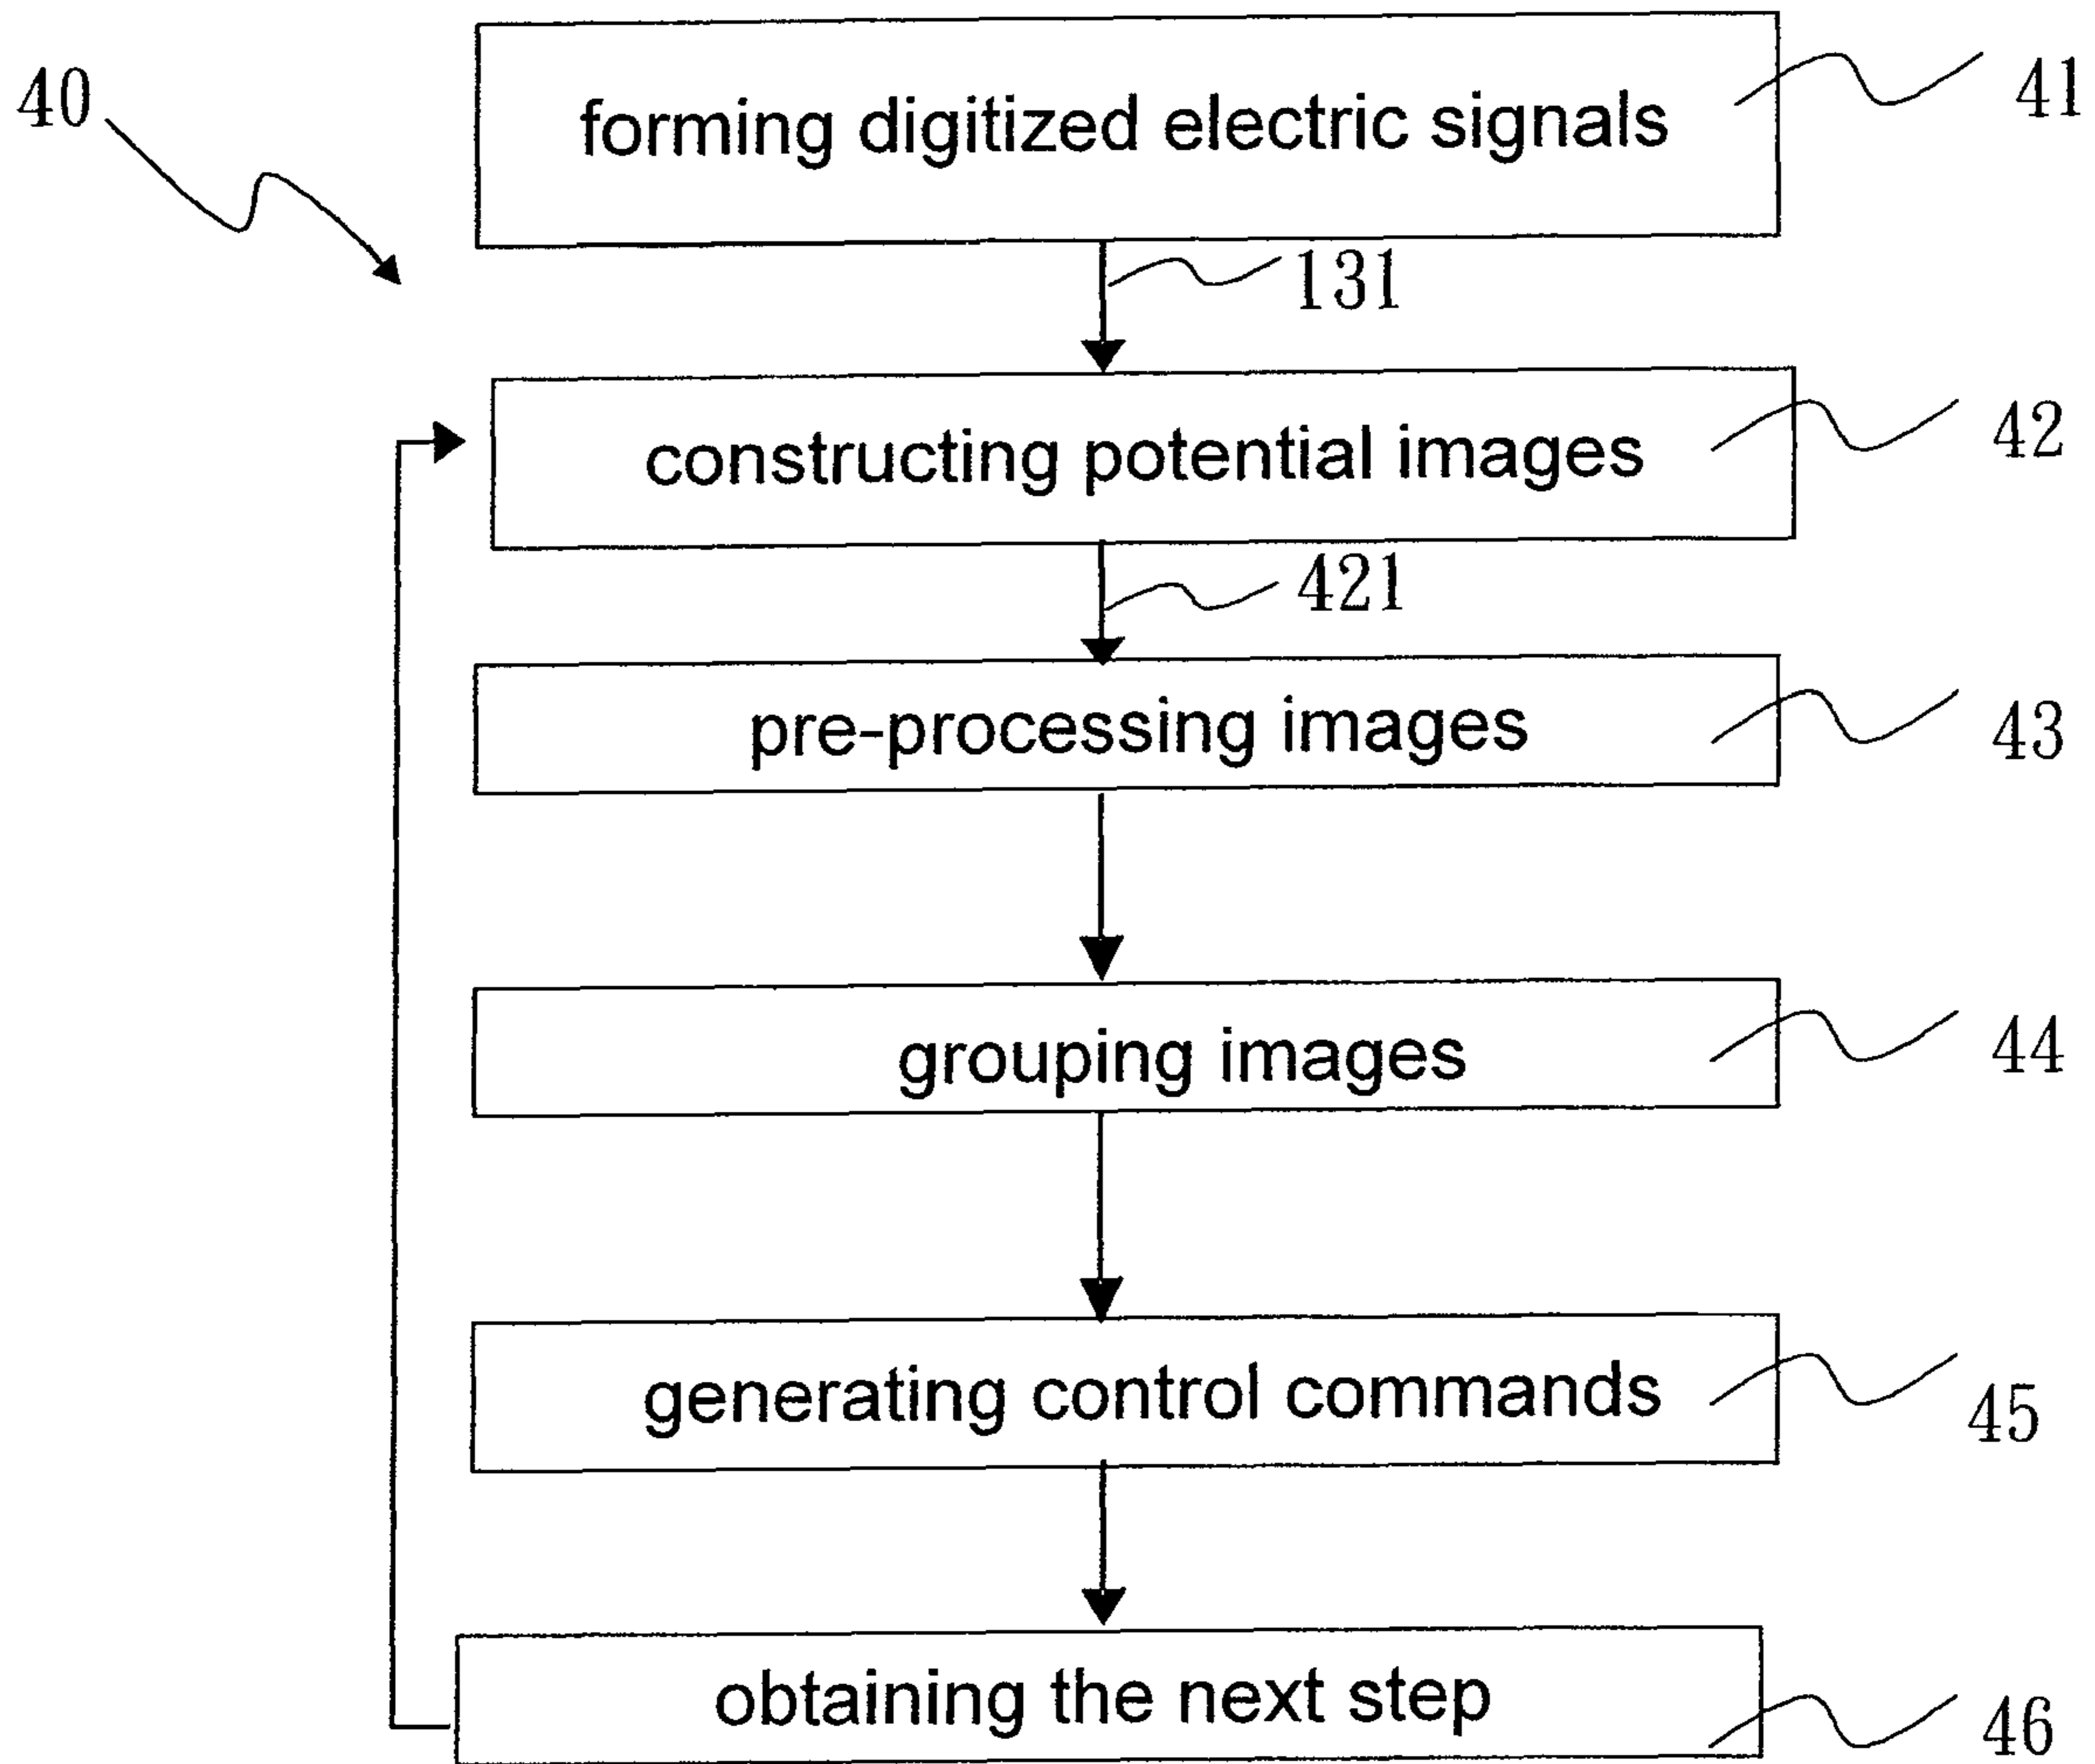 40
forming digitized electric signals
41
131
constructing potential images
42
421
pre-processing images
43
grouping images
44
generating control commands
45
obtaining the next step
46